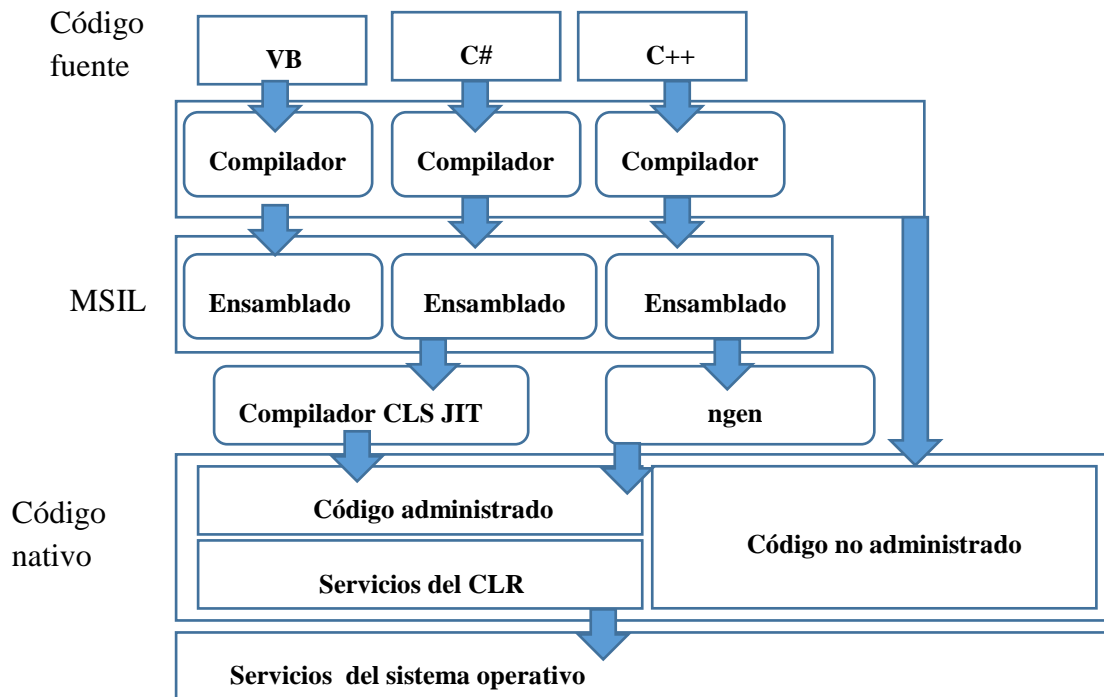 Código
fuente
VB
C#
C++
Compilador
Compilador
Compilador
MSIL
Ensamblado
Ensamblado
Ensamblado
Compilador CLS JIT
ngen
Código
nativo
Código administrado
Código no administrado
Servicios del CLR
Servicios del sistema operativo